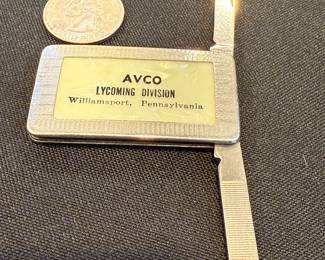 AVCO
LYCOMING DIVISION
Williamsport, Pennsylvania